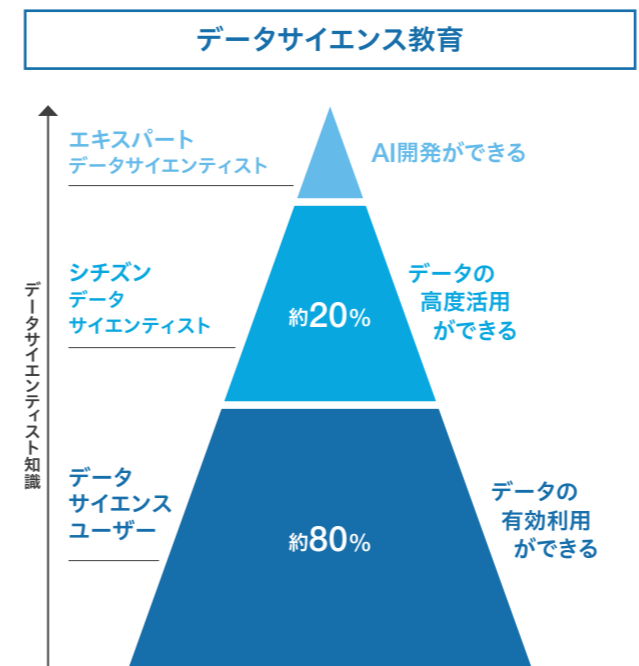 データサイエンス教育
エキスパート
データサイエンティスト
AI開発ができる
シチズン
データ
サイエンティスト
約20%
データの
高度活用
ができる
データサイエンティスト知識
データ
サイエンス
ユーザー
約80%
データの
有効利用
ができる